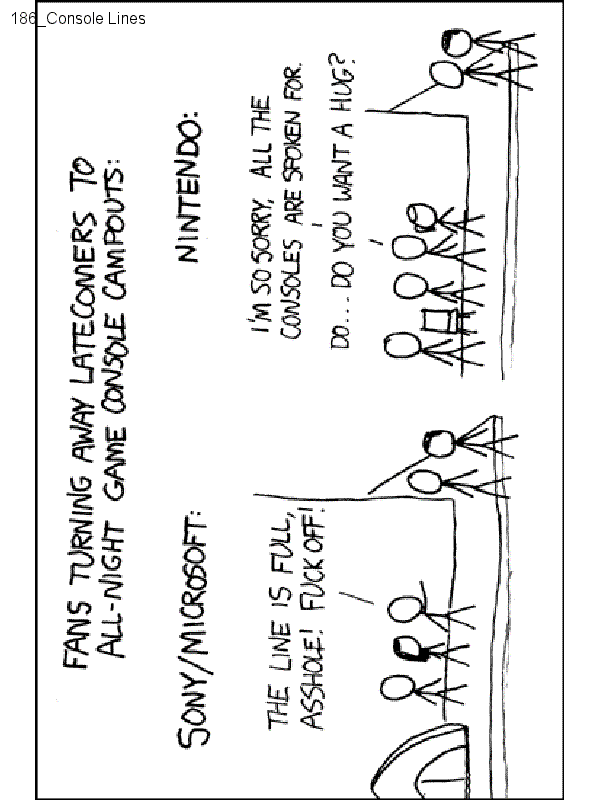 186_Console Lines
FANS TURNING AWAY LATECOMERS TO
ALL-NIGHT GAME CONSOLE CAMPOUTS:
SONY/MICROSOFT:
THE LINE IS FULL,
ASSHOLE! FUCK OFF!
NINTENDO:
I'M SO SORRY, ALL THE
CONSOLES ARE SPOKEN FOR.
DO... DO YOU WANT A HUG?